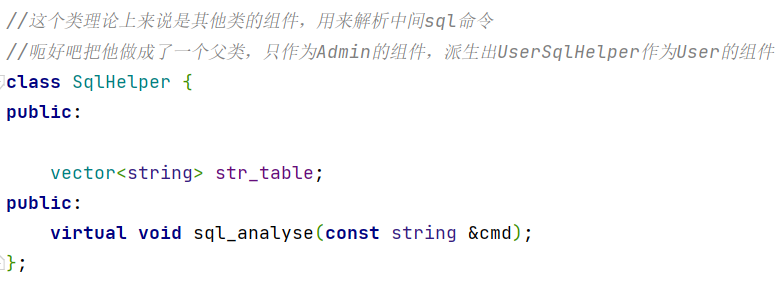 //这个类理论上来说是其他类的组件，用来解析中间sql命令
//呃好吧把他做成了一个父类，只作为Admin的组件，派生出UserSqlHelper作为User的组件
class SqlHelper {
public:
vector<string> str_table;
public:
virtual void sql_analyse(const string &cmd);
};